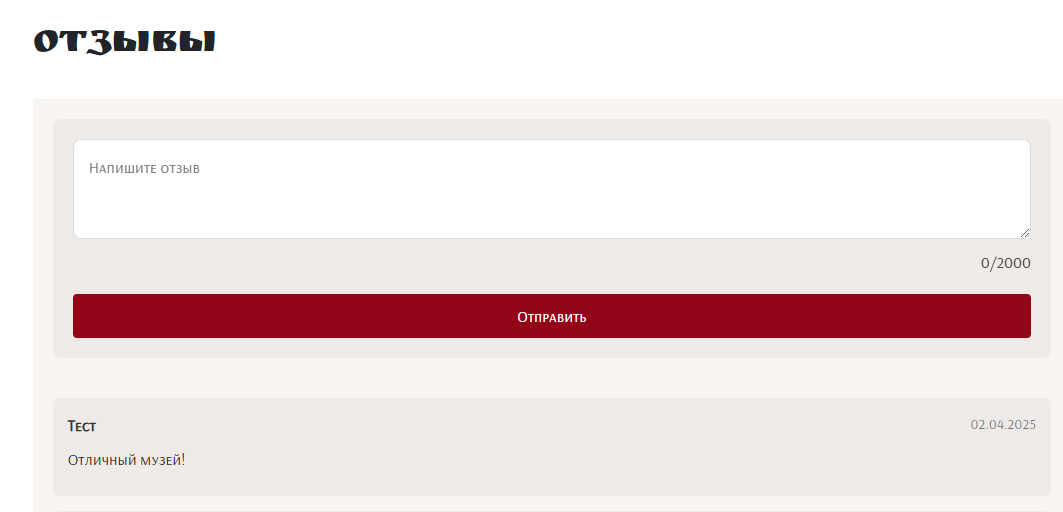 отзывы
Напишите отзыв
0/2000
Отправить
Тест
02.04.2025
Отличный музей!